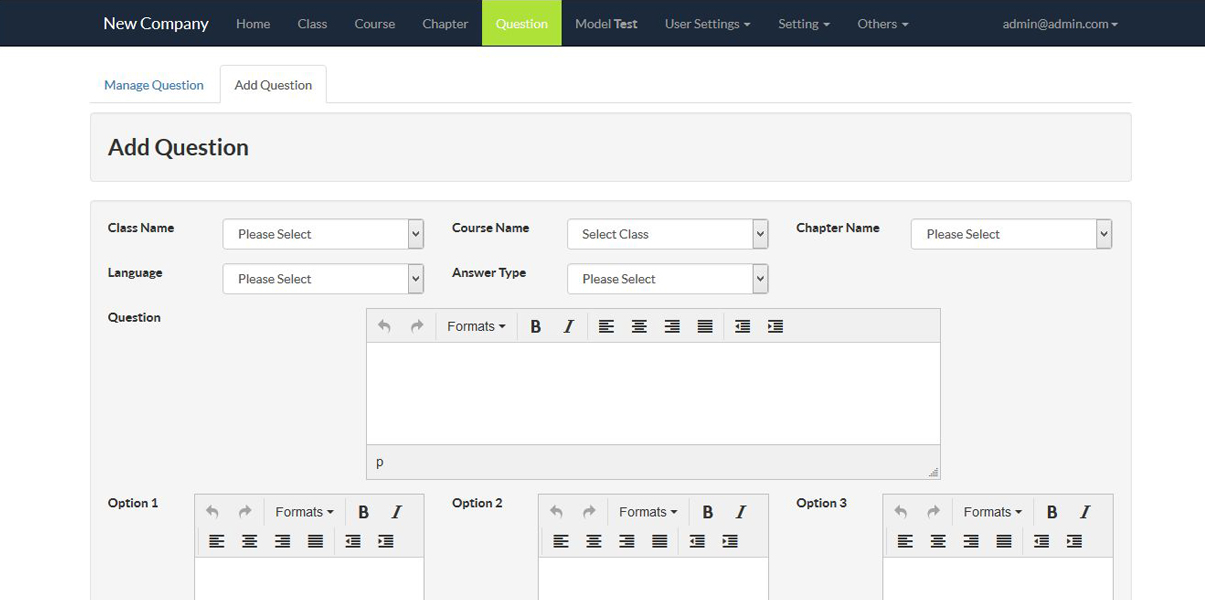 New Company Home Class Course Chapter Question Model Test User Settings Setting Others admin@admin.com
Manage Question Add Question
Add Question
Class Name Please Select Course Name Select Class Chapter Name Please Select
Language Please Select Answer Type Please Select
Question Formats B I
p
Option 1 Formats B I Option 2 Formats B I Option 3 Formats B I